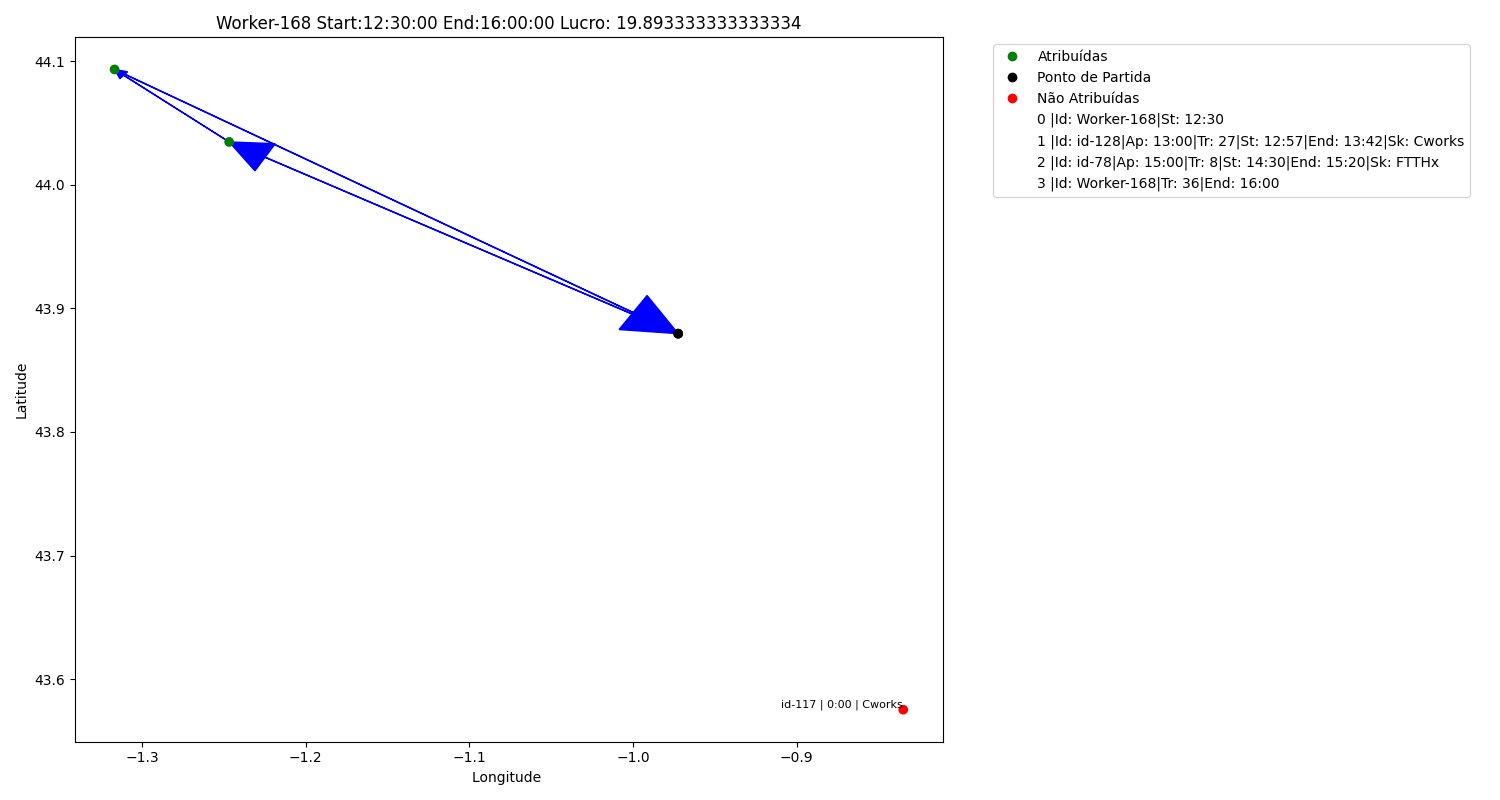 Worker-168 Start:12:30:00 End:16:00:00 Lucro: 19.893333333333334
44.1
44.0
43.9
43.8
43.7
43.6
Latitude
−1.3
−1.2
−1.1
−1.0
−0.9
Longitude
id-117 | 0:00 | Cworks
Atribuídas
Ponto de Partida
Não Atribuídas
0 |Id: Worker-168|St: 12:30
1 |Id: id-128|Ap: 13:00|Tr: 27|St: 12:57|End: 13:42|Sk: Cworks
2 |Id: id-78|Ap: 15:00|Tr: 8|St: 14:30|End: 15:20|Sk: FTTHx
3 |Id: Worker-168|Tr: 36|End: 16:00